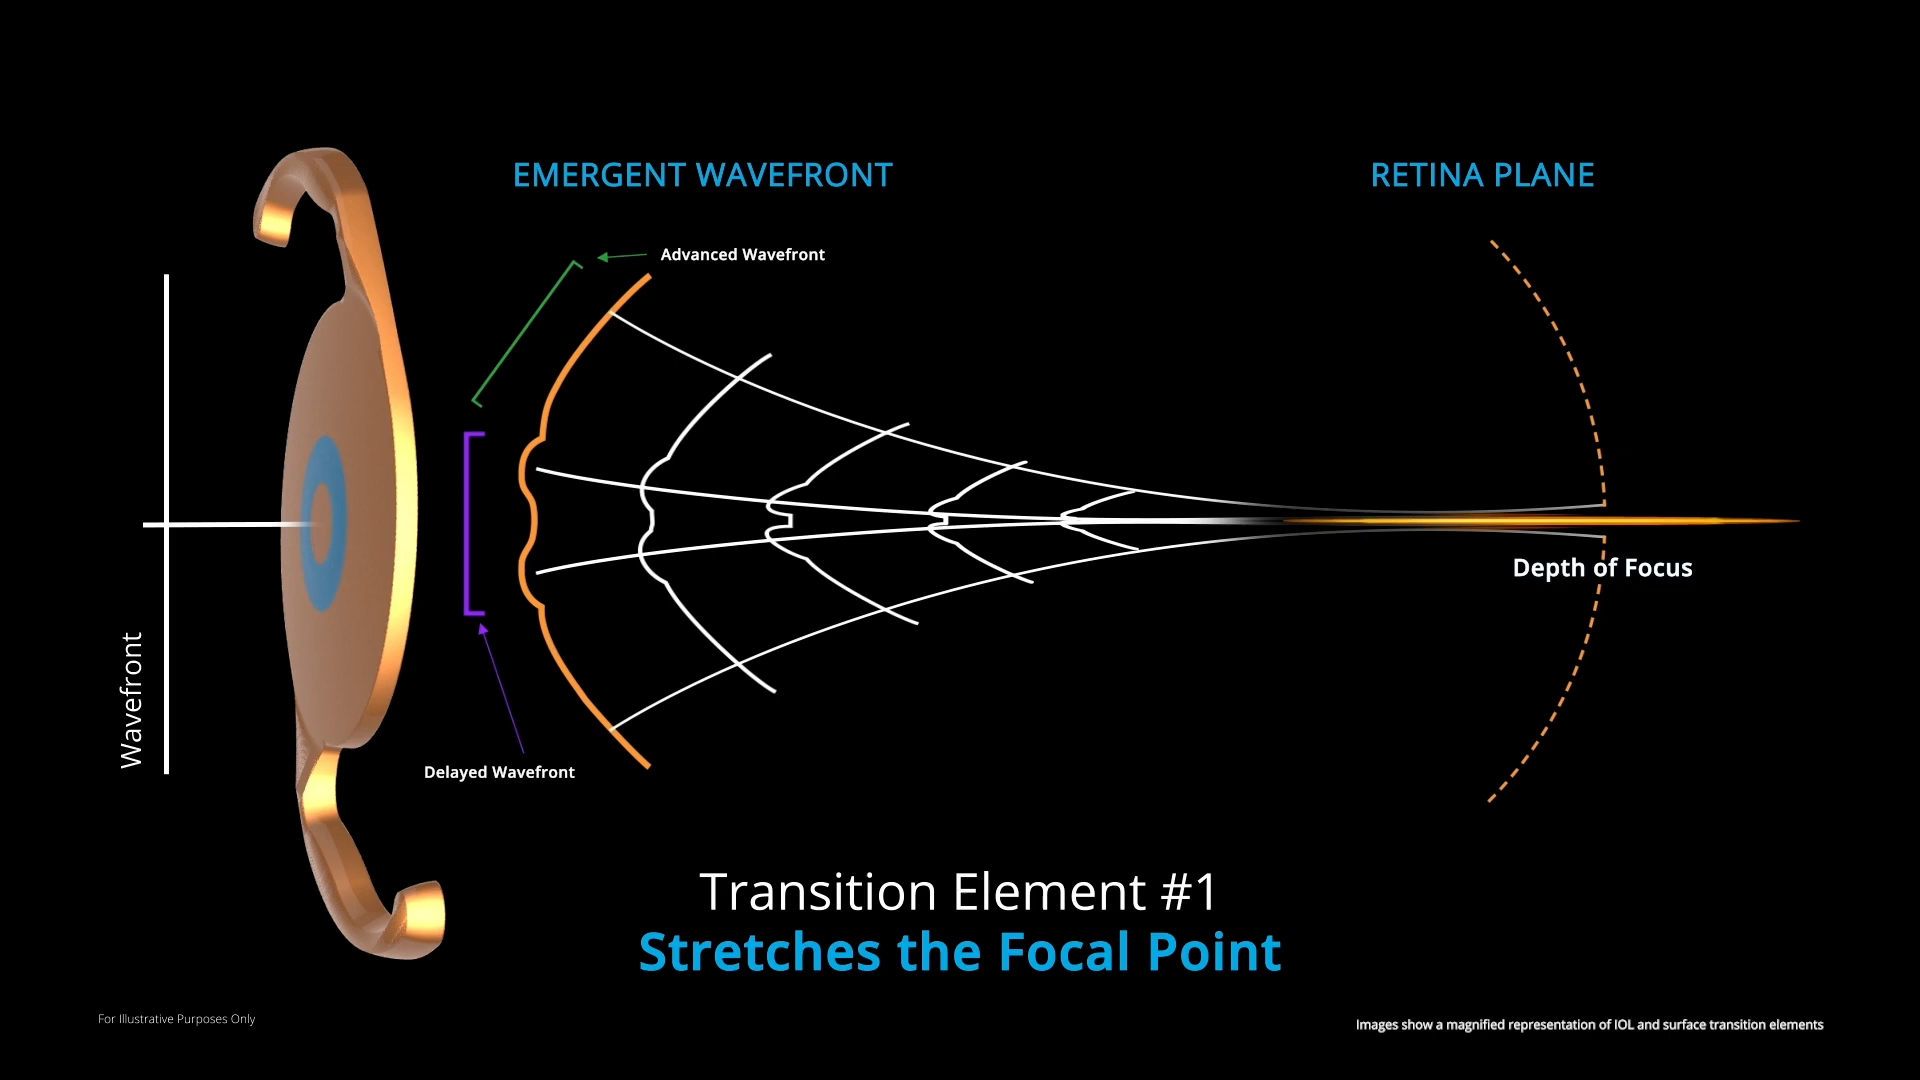 EMERGENT WAVEFRONT
RETINA PLANE
Advanced Wavefront
Wavefront
Depth of Focus
Delayed Wavefront
Transition Element #1
Stretches the Focal Point
For Illustrative Purposes Only
Images show a magnified representation of IOL and surface transition elements